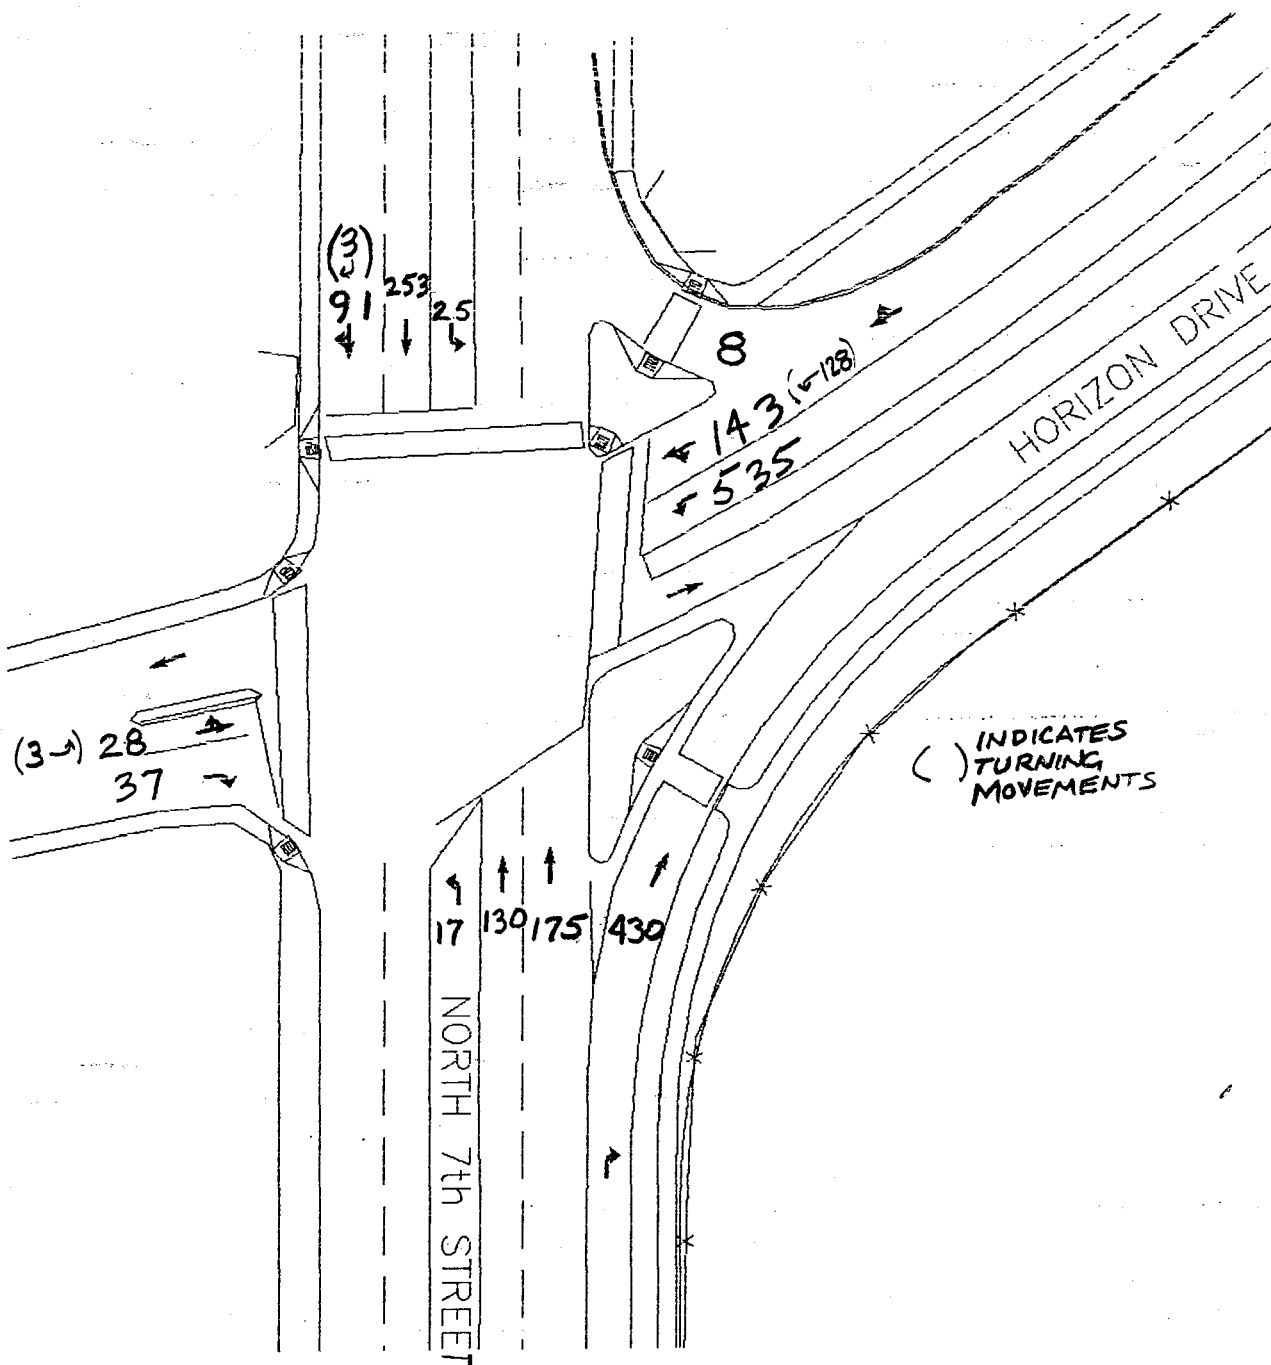 (3)
91
253
25
8
143 (←128)
535
HORIZON DRIVE
(3→) 28
37
( ) INDICATES
TURNING
MOVEMENTS
17
130
175
430
NORTH 7th STREET